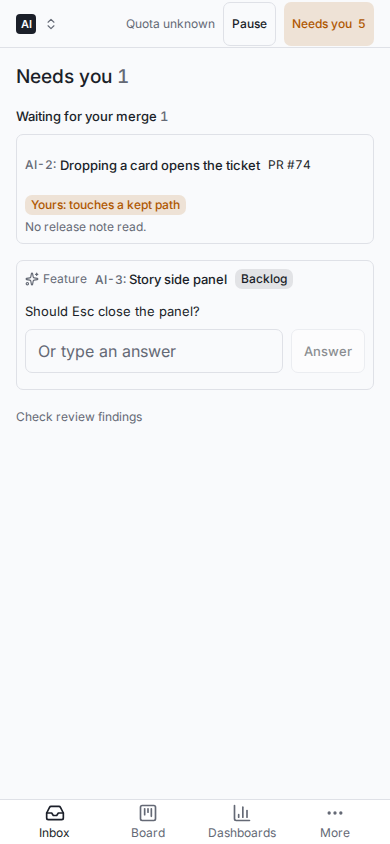 AI Quota unknown Pause Needs you 5
Needs you 1
Waiting for your merge 1
AI-2: Dropping a card opens the ticket PR #74
Yours: touches a kept path
No release note read.
Feature AI-3: Story side panel Backlog
Should Esc close the panel?
Or type an answer Answer
Check review findings
Inbox Board Dashboards More